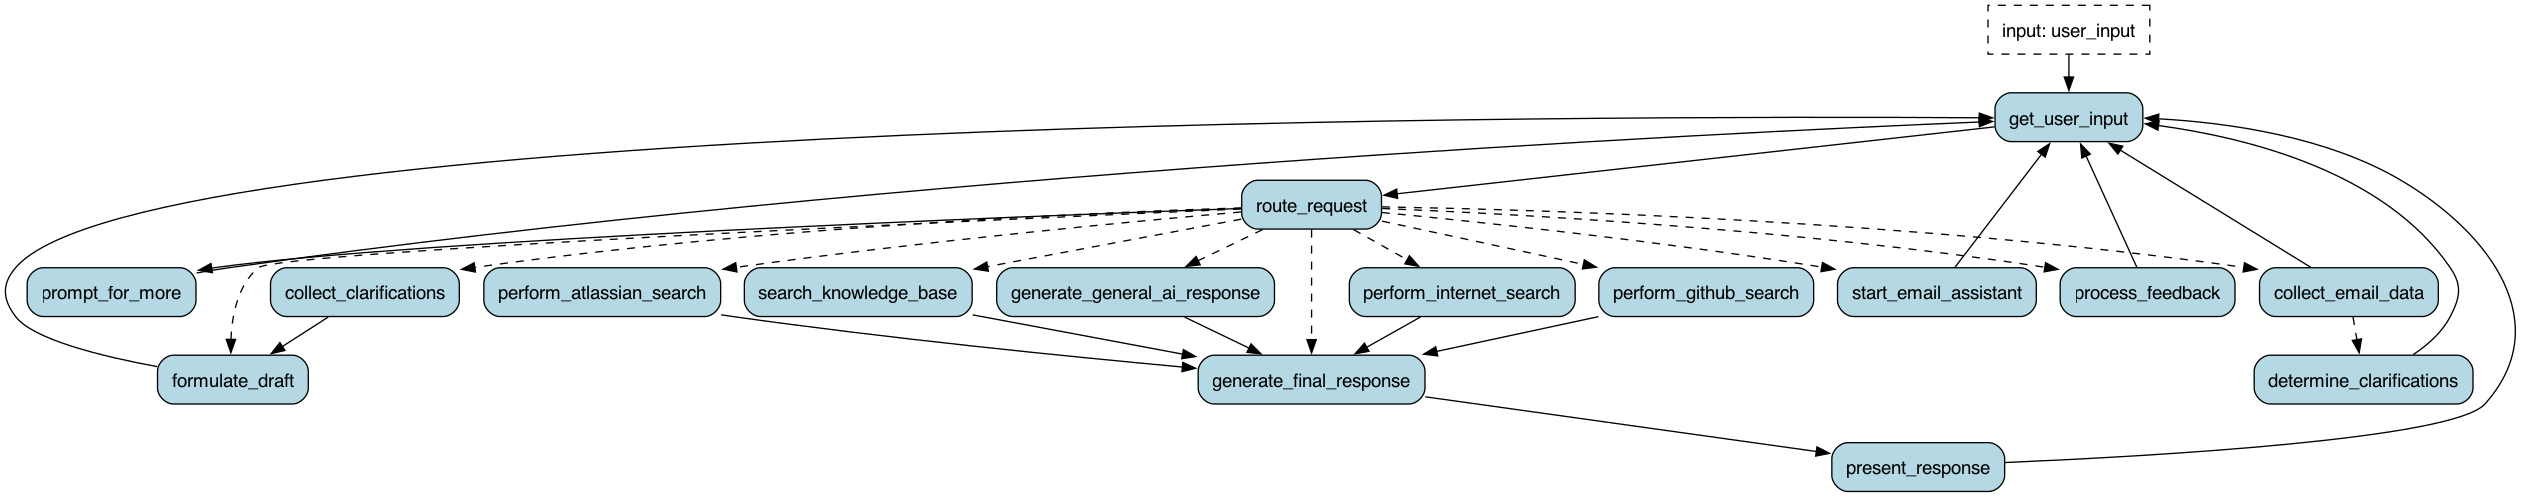 input: user_input
get_user_input
route_request
prompt_for_more
collect_clarifications
perform_atlassian_search
search_knowledge_base
generate_general_ai_response
perform_internet_search
perform_github_search
start_email_assistant
process_feedback
collect_email_data
formulate_draft
generate_final_response
determine_clarifications
present_response